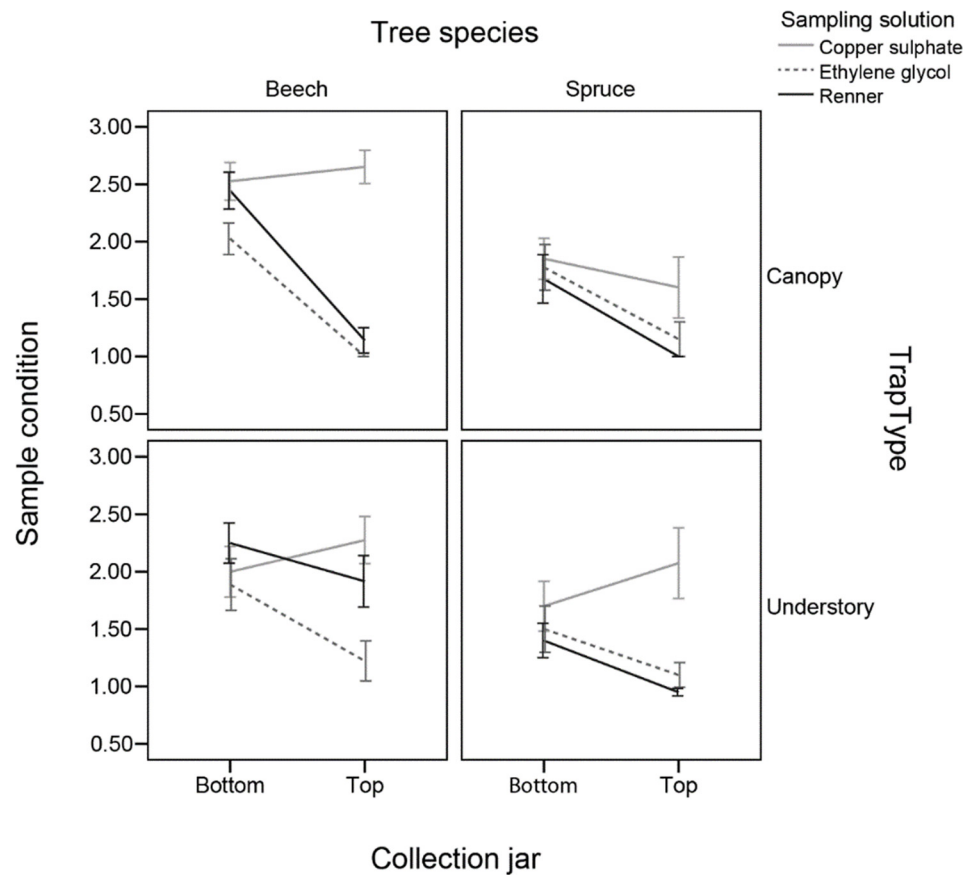 Tree species
Sampling solution
Copper sulphate
Ethylene glycol
Renner
Beech
Spruce
3.00
2.50
2.00
1.50
1.00
0.50
Canopy
3.00
2.50
2.00
1.50
1.00
0.50
Understory
Sample condition
TrapType
Bottom
Top
Bottom
Top
Collection jar